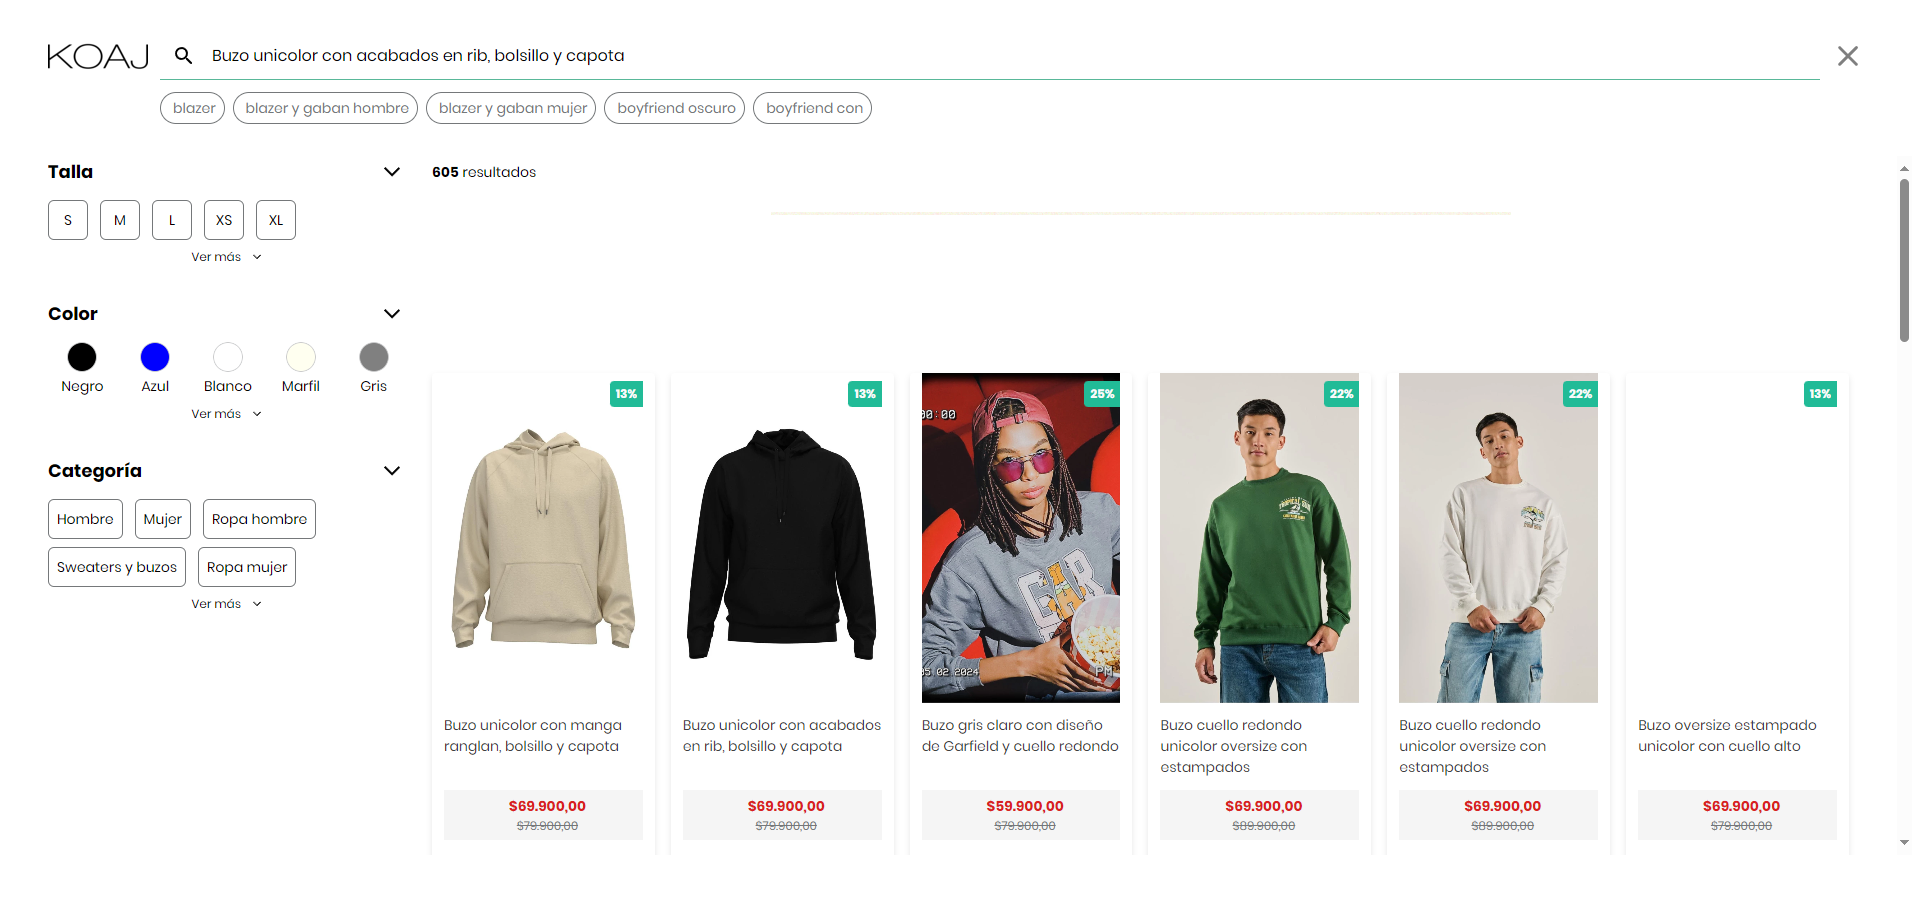 KOAJ
Buzo unicolor con acabados en rib, bolsillo y capota
blazer
blazer y gaban hombre
blazer y gaban mujer
boyfriend oscuro
boyfriend con
Talla
S
M
L
XS
XL
Ver más
Color
Negro
Azul
Blanco
Marfil
Gris
Ver más
Categoría
Hombre
Mujer
Ropa hombre
Sweaters y buzos
Ropa mujer
Ver más
605 resultados
13%
Buzo unicolor con manga
ranglan, bolsillo y capota
$69.900,00
$79.900,00
13%
Buzo unicolor con acabados
en rib, bolsillo y capota
$69.900,00
$79.900,00
25%
00:00
GAR
05 02 2024
PM
Buzo gris claro con diseño
de Garfield y cuello redondo
$59.900,00
$79.900,00
22%
Buzo cuello redondo
unicolor oversize con
estampados
$69.900,00
$89.900,00
22%
Buzo cuello redondo
unicolor oversize con
estampados
$69.900,00
$89.900,00
13%
Buzo oversize estampado
unicolor con cuello alto
$69.900,00
$79.900,00